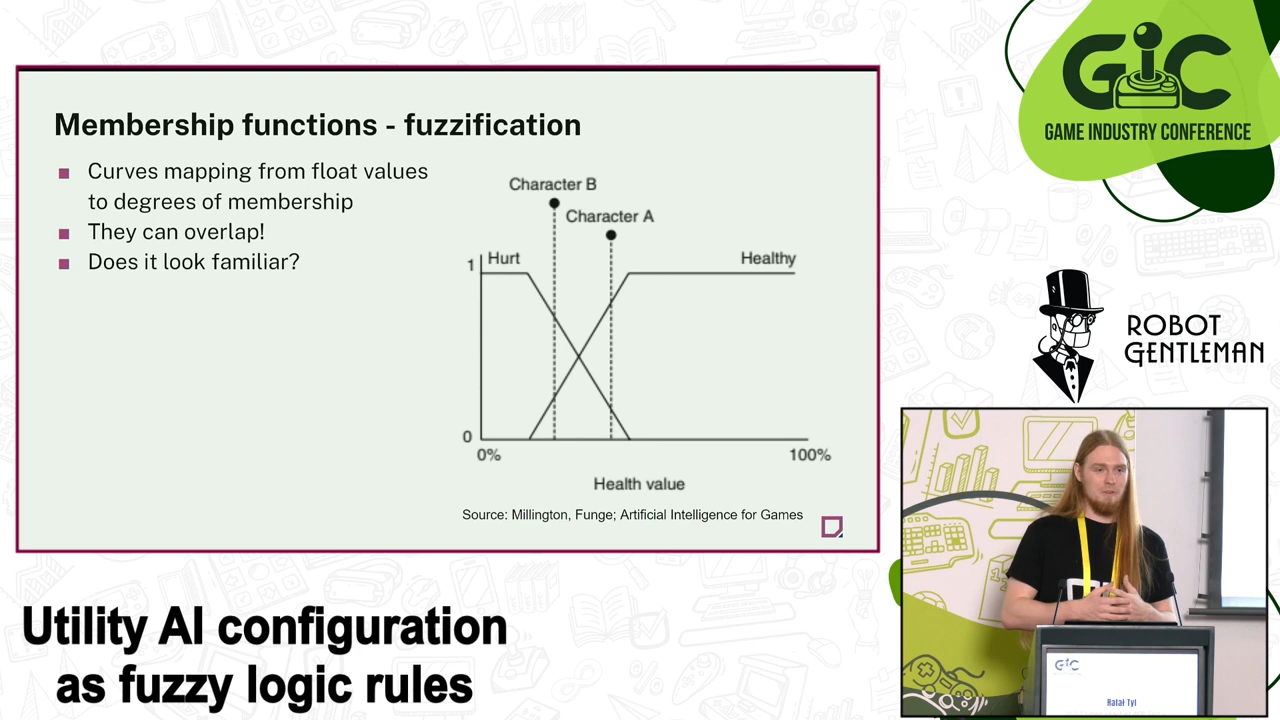 Membership functions - fuzzification
■ Curves mapping from float values
to degrees of membership
■ They can overlap!
■ Does it look familiar?
Character B
Character A
1
Hurt
Healthy
0
0%
100%
Health value
Source: Millington, Funge; Artificial Intelligence for Games
GIC
GAME INDUSTRY CONFERENCE
ROBOT
GENTLEMAN
GIC
Rafał Tyl
Utility AI configuration
as fuzzy logic rules